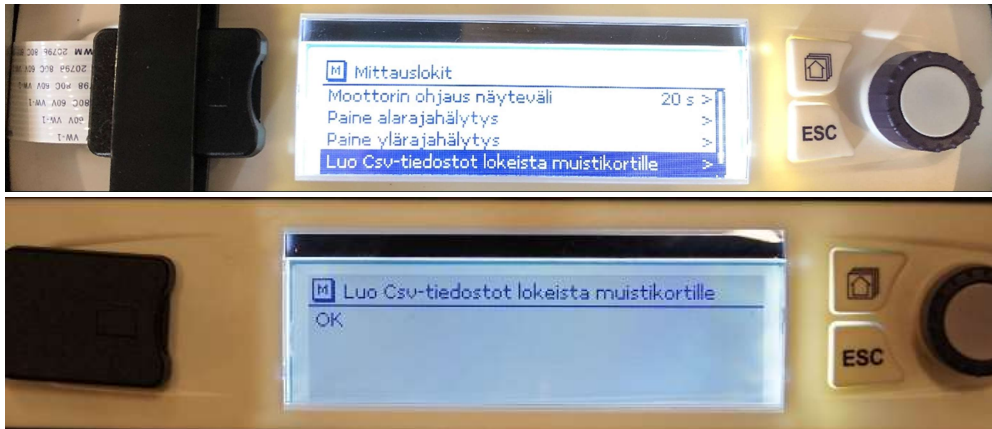 M Mittauslokit
Moottorin ohjaus näyteväli 20 s >
Paine alarajahälytys >
Paine ylärajahälytys >
Luo Csv-tiedostot lokeista muistikortille >
ESC
M Luo Csv-tiedostot lokeista muistikortille
OK
ESC